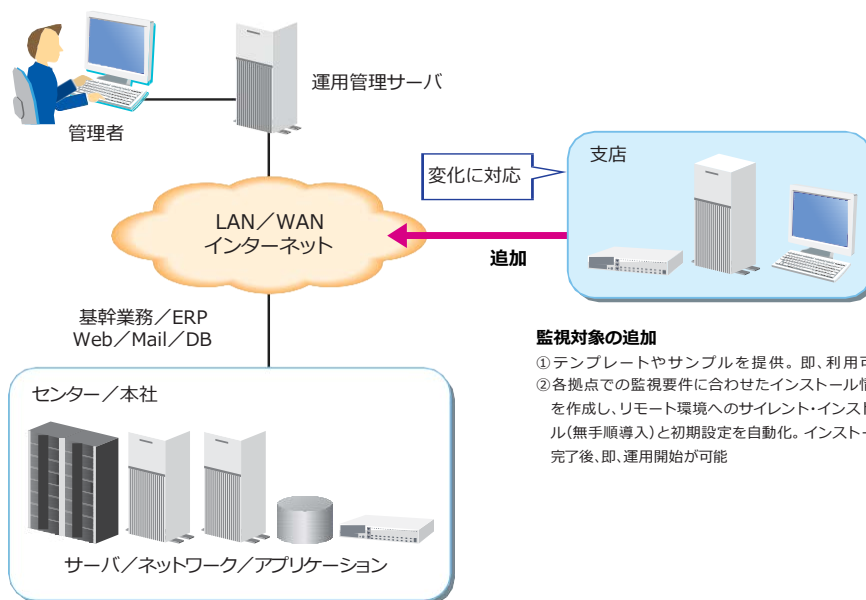 運用管理サーバ
管理者
支店
変化に対応
LAN／WAN
インターネット
追加
基幹業務／ERP
Web／Mail／DB
監視対象の追加
①テンプレートやサンプルを提供。即、利用可
②各拠点での監視要件に合わせたインストール情
を作成し、リモート環境へのサイレント・インスト
ル（無手順導入）と初期設定を自動化。インストー
完了後、即、運用開始が可能
センター／本社
サーバ／ネットワーク／アプリケーション